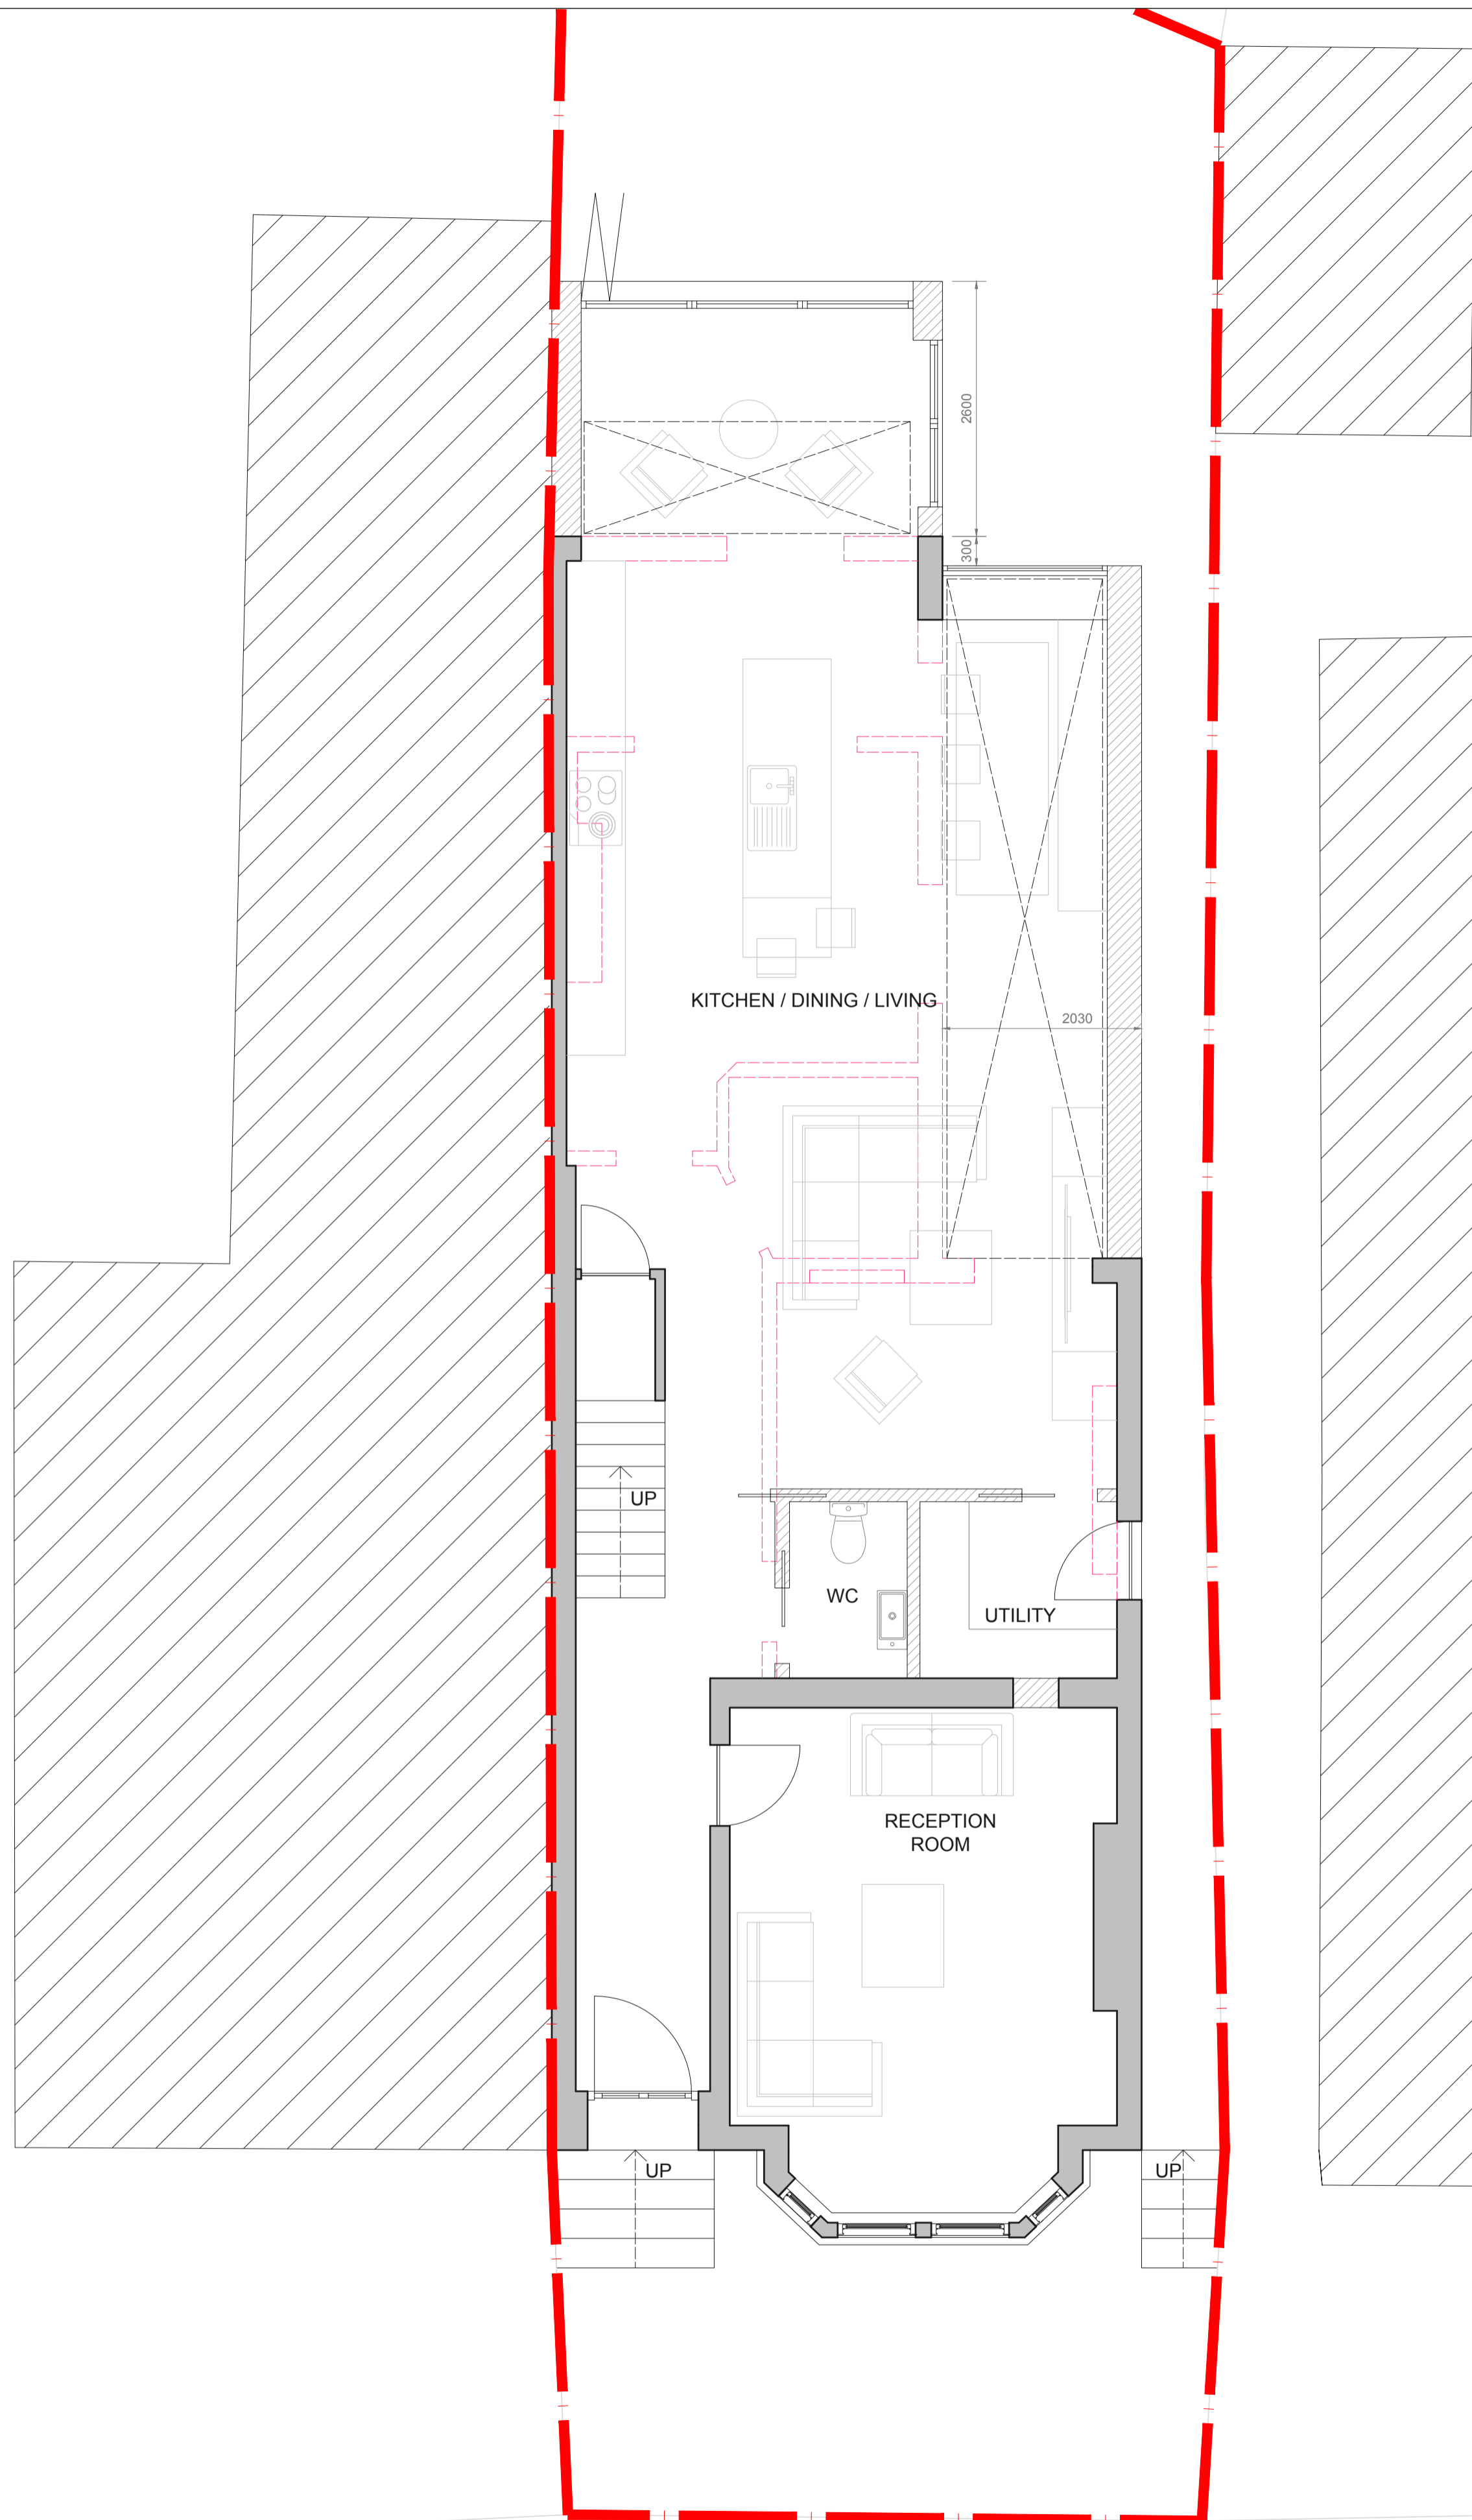 2600
300
KITCHEN / DINING / LIVING
2030
UP
WC
UTILITY
RECEPTION
ROOM
UP
UP